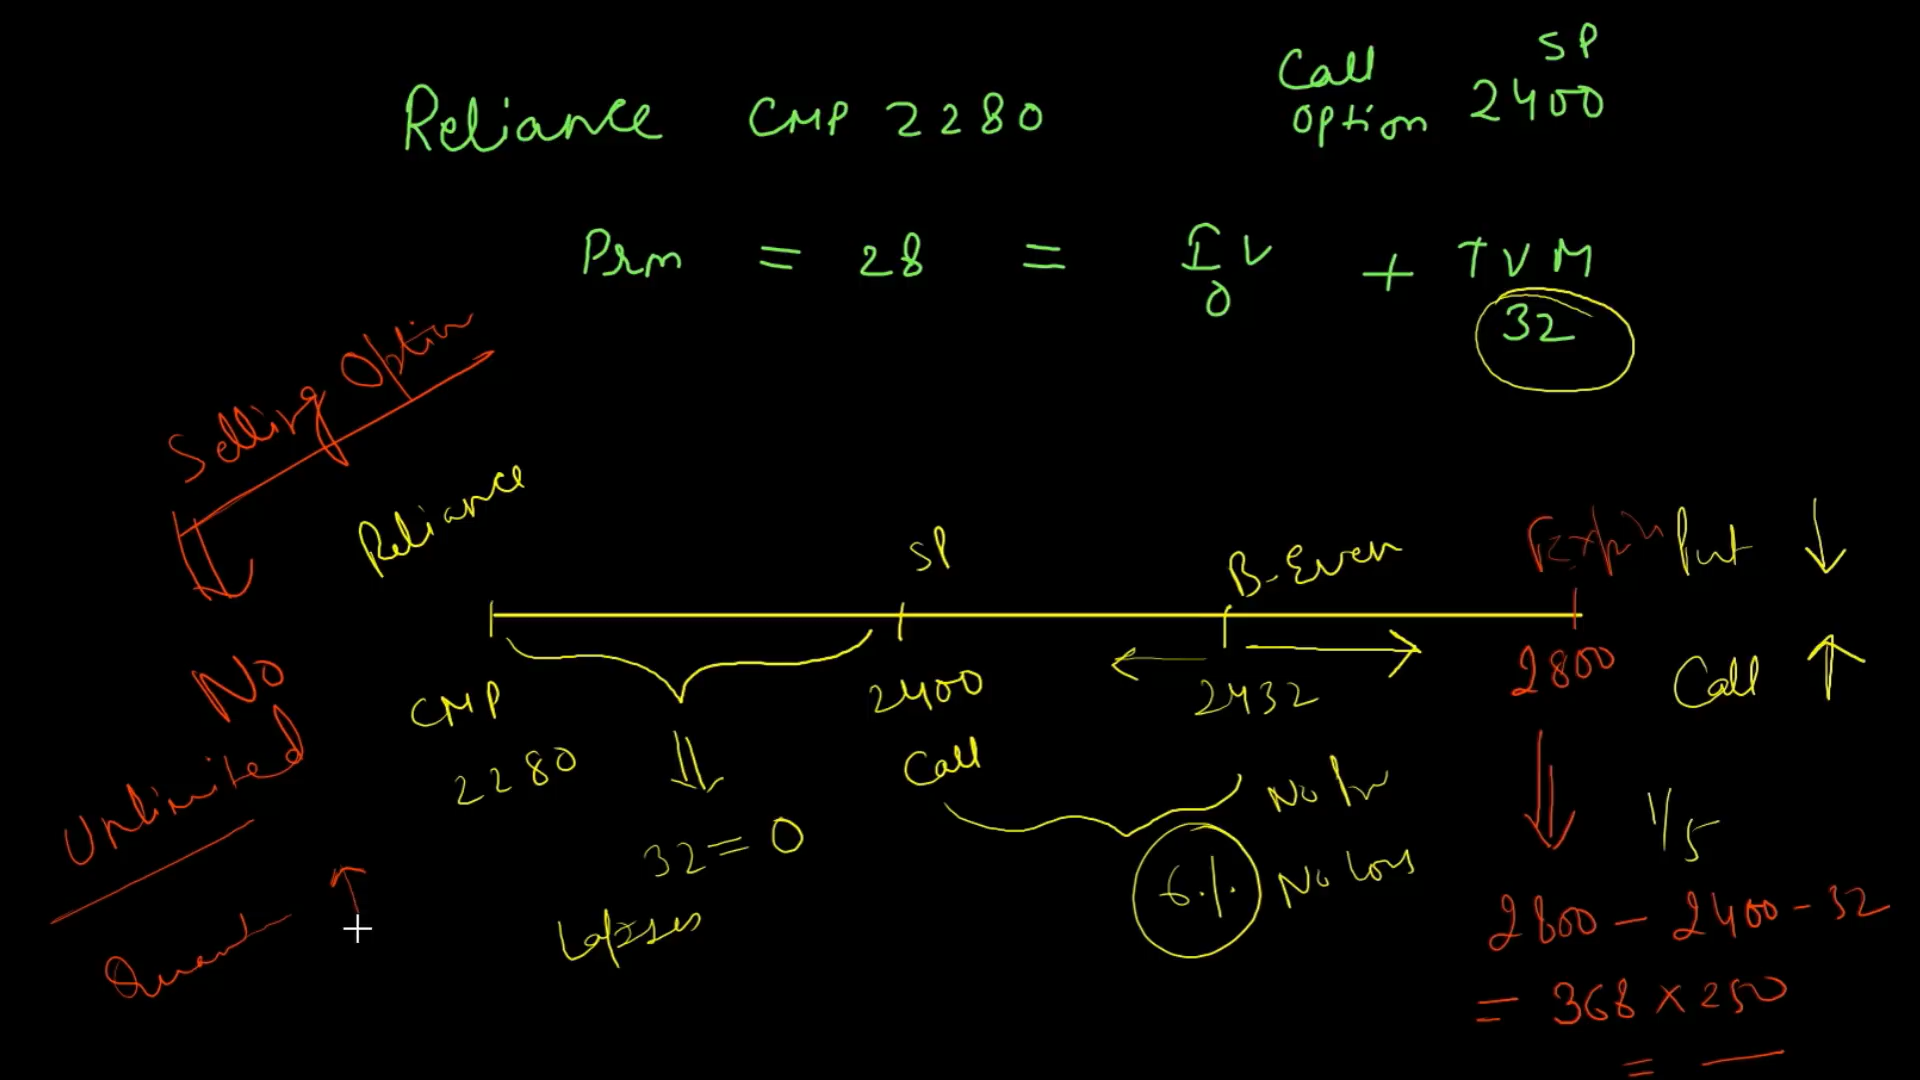 SP
Reliance CMP 2280 Call Option 2400
Prm = 28 = IV + TVM
0 32
Selling Option
Reliance
SP B-Even Put ↓
CMP 2400 2432 2800 Call ↑
2280 Call
No
Unlimited
32 = 0
No
6% No Loss
1/5
2800 - 2400 - 32
= 368 x 250
=
Quant ↑